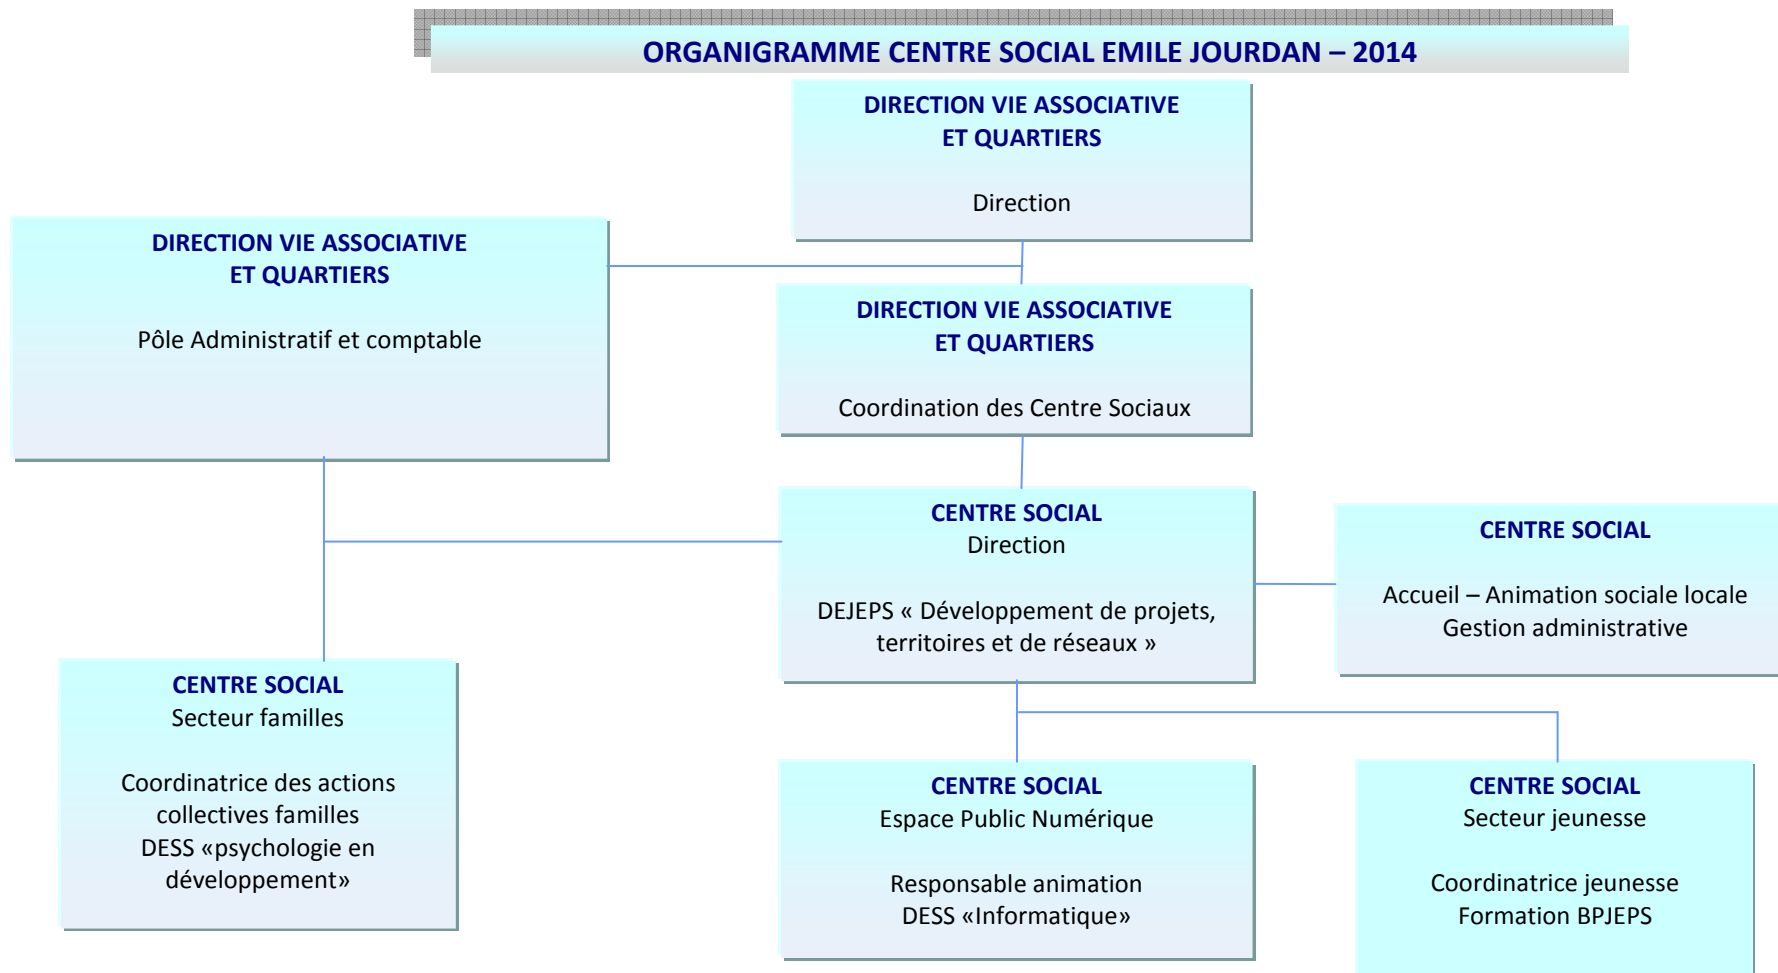 ORGANIGRAMME CENTRE SOCIAL EMILE JOURDAN – 2014
DIRECTION VIE ASSOCIATIVE
ET QUARTIERS
Direction
DIRECTION VIE ASSOCIATIVE
ET QUARTIERS
Pôle Administratif et comptable
DIRECTION VIE ASSOCIATIVE
ET QUARTIERS
Coordination des Centre Sociaux
CENTRE SOCIAL
Direction
DEJEPS « Développement de projets,
territoires et de réseaux »
CENTRE SOCIAL
Accueil – Animation sociale locale
Gestion administrative
CENTRE SOCIAL
Secteur familles
Coordinatrice des actions
collectives familles
DESS «psychologie en
développement»
CENTRE SOCIAL
Espace Public Numérique
Responsable animation
DESS «Informatique»
CENTRE SOCIAL
Secteur jeunesse
Coordinatrice jeunesse
Formation BPJEPS